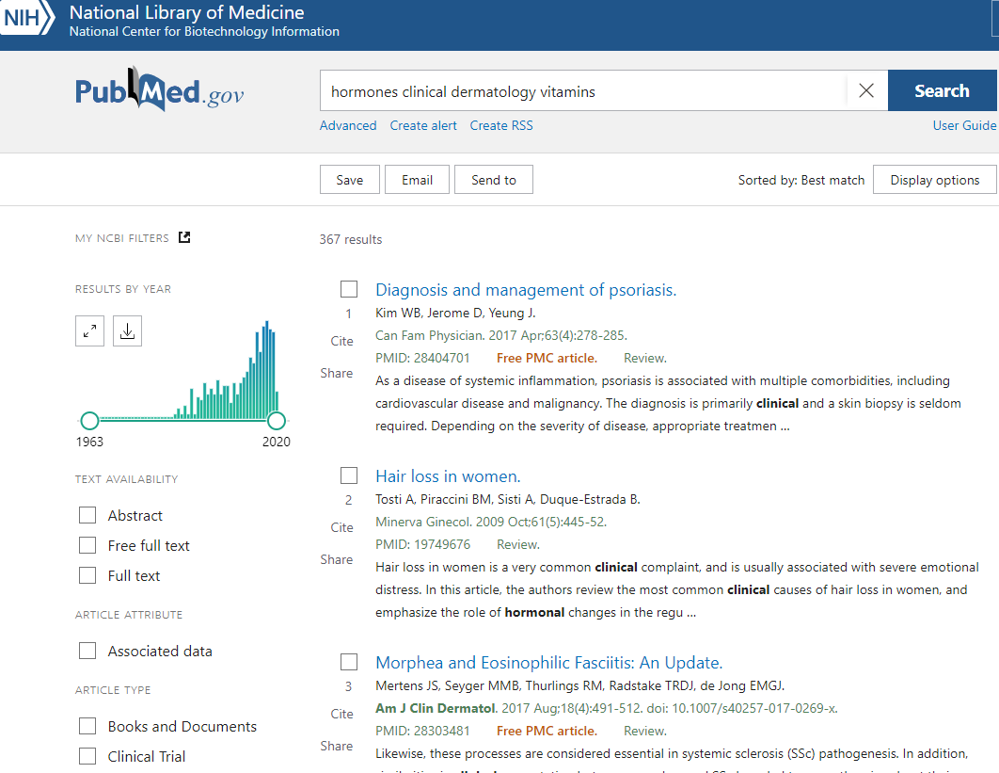 NIH
National Library of Medicine
National Center for Biotechnology Information
PubMed.gov
hormones clinical dermatology vitamins
Search
Advanced
Create alert
Create RSS
User Guide
Save
Email
Send to
Sorted by: Best match
Display options
MY NCBI FILTERS
RESULTS BY YEAR
1963
2020
TEXT AVAILABILITY
Abstract
Free full text
Full text
ARTICLE ATTRIBUTE
Associated data
ARTICLE TYPE
Books and Documents
Clinical Trial
367 results
1
Cite
Share
Diagnosis and management of psoriasis.
Kim WB, Jerome D, Yeung J.
Can Fam Physician. 2017 Apr;63(4):278-285.
PMID: 28404701 Free PMC article. Review.
As a disease of systemic inflammation, psoriasis is associated with multiple comorbidities, including
cardiovascular disease and malignancy. The diagnosis is primarily clinical and a skin biopsy is seldom
required. Depending on the severity of disease, appropriate treatmen ...
2
Cite
Share
Hair loss in women.
Tosti A, Piraccini BM, Sisti A, Duque-Estrada B.
Minerva Ginecol. 2009 Oct;61(5):445-52.
PMID: 19749676 Review.
Hair loss in women is a very common clinical complaint, and is usually associated with severe emotional
distress. In this article, the authors review the most common clinical causes of hair loss in women, and
emphasize the role of hormonal changes in the regu ...
3
Cite
Share
Morphea and Eosinophilic Fasciitis: An Update.
Mertens JS, Seyger MMB, Thurlings RM, Radstake TRDJ, de Jong EMGJ.
Am J Clin Dermatol. 2017 Aug;18(4):491-512. doi: 10.1007/s40257-017-0269-x.
PMID: 28303481 Free PMC article. Review.
Likewise, these processes are considered essential in systemic sclerosis (SSc) pathogenesis. In addition,